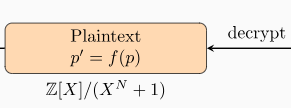 Plaintext
p′ = f(p)
decrypt
ℤ[X]/(X^N + 1)